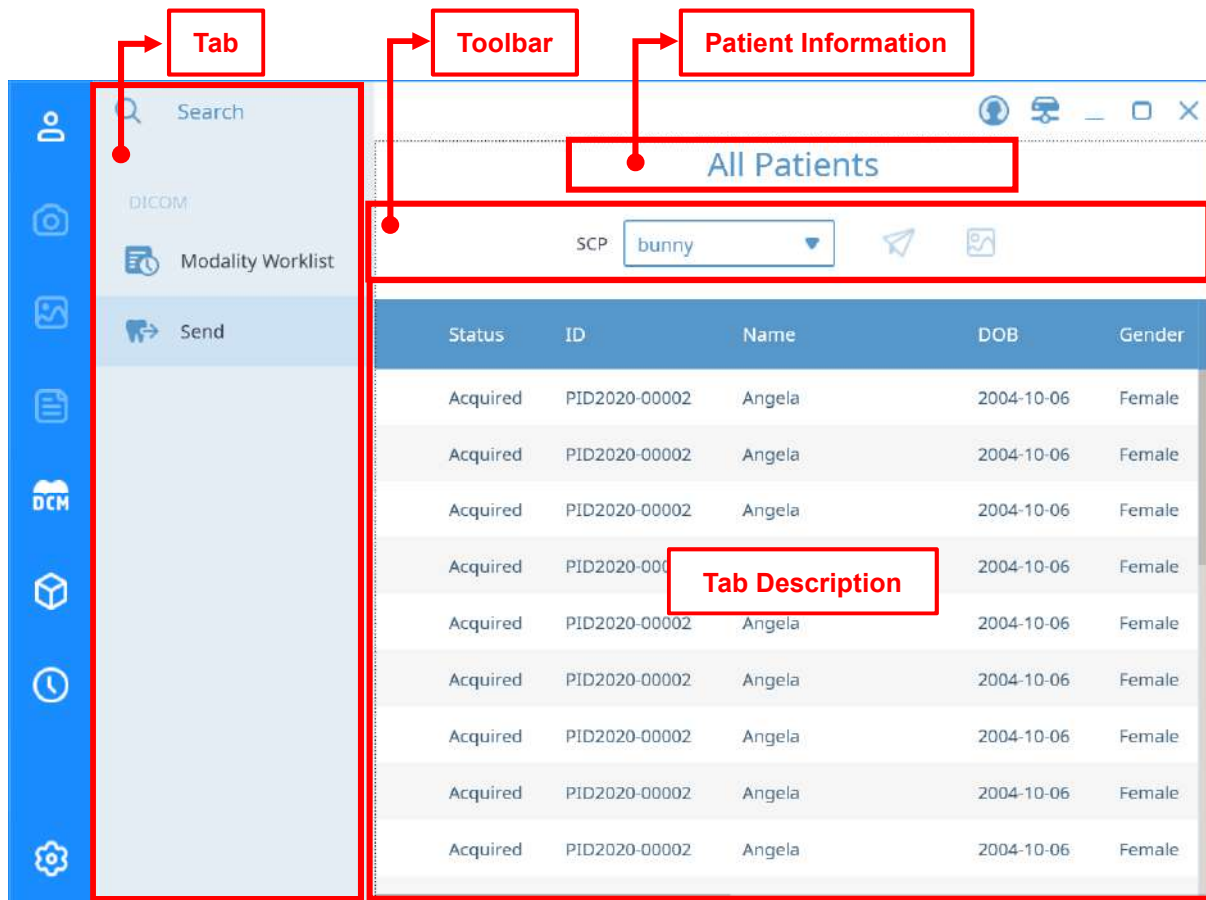 Tab
Toolbar
Patient Information
Search
All Patients
DICOM
SCP bunny
Modality Worklist
Send
Status ID Name DOB Gender
Acquired PID2020-00002 Angela 2004-10-06 Female
Acquired PID2020-00002 Angela 2004-10-06 Female
Acquired PID2020-00002 Angela 2004-10-06 Female
Acquired 2004-10-06 Female
Tab Description
Acquired PID2020-00002 Angela 2004-10-06 Female
Acquired PID2020-00002 Angela 2004-10-06 Female
Acquired PID2020-00002 Angela 2004-10-06 Female
Acquired PID2020-00002 Angela 2004-10-06 Female
Acquired PID2020-00002 Angela 2004-10-06 Female
DCM